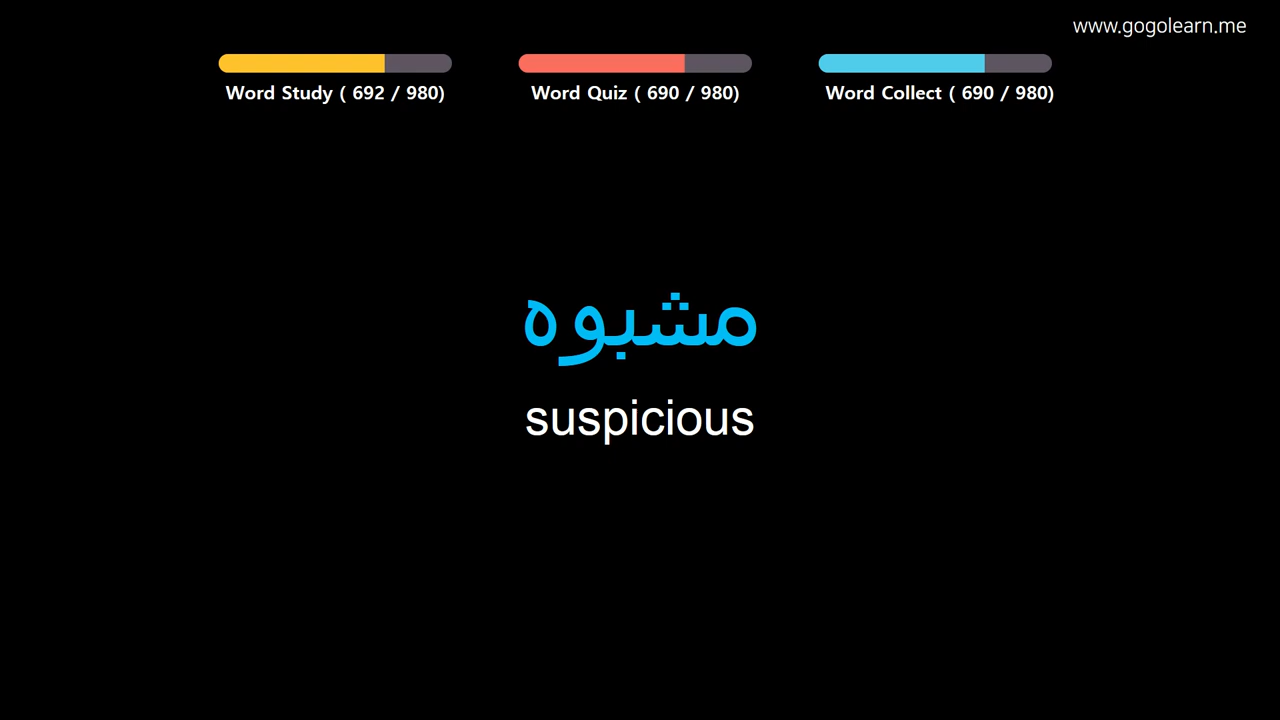 www.gogolearn.me
Word Study ( 692 / 980)
Word Quiz ( 690 / 980)
Word Collect ( 690 / 980)
مشبوه
suspicious